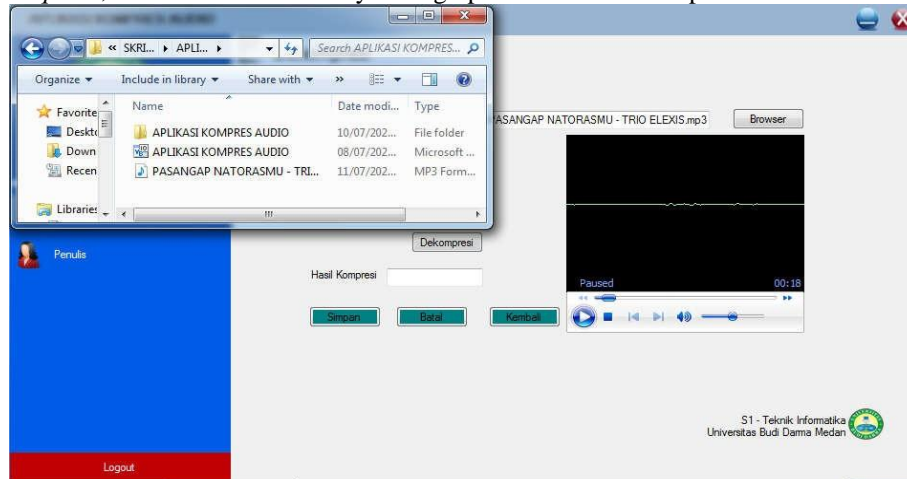 « SKRI... ▸ APLI... ▸
Search APLIKASI KOMPRES...
Organize
Include in library
Share with
»
Name
Date modi...
Type
Favorite
Deskto
Down
Recen
Libraries
APLIKASI KOMPRES AUDIO 10/07/202... File folder
APLIKASI KOMPRES AUDIO 08/07/202... Microsoft ...
PASANGAP NATORASMU - TRI... 11/07/202... MP3 Form...
PASANGAP NATORASMU - TRIO ELEXIS.mp3
Browser
Dekompresi
Penulis
Hasil Kompresi
Paused
00:18
Simpan
Batal
Kembali
S1 - Teknik Informatika
Universitas Budi Darma Medan
Logout